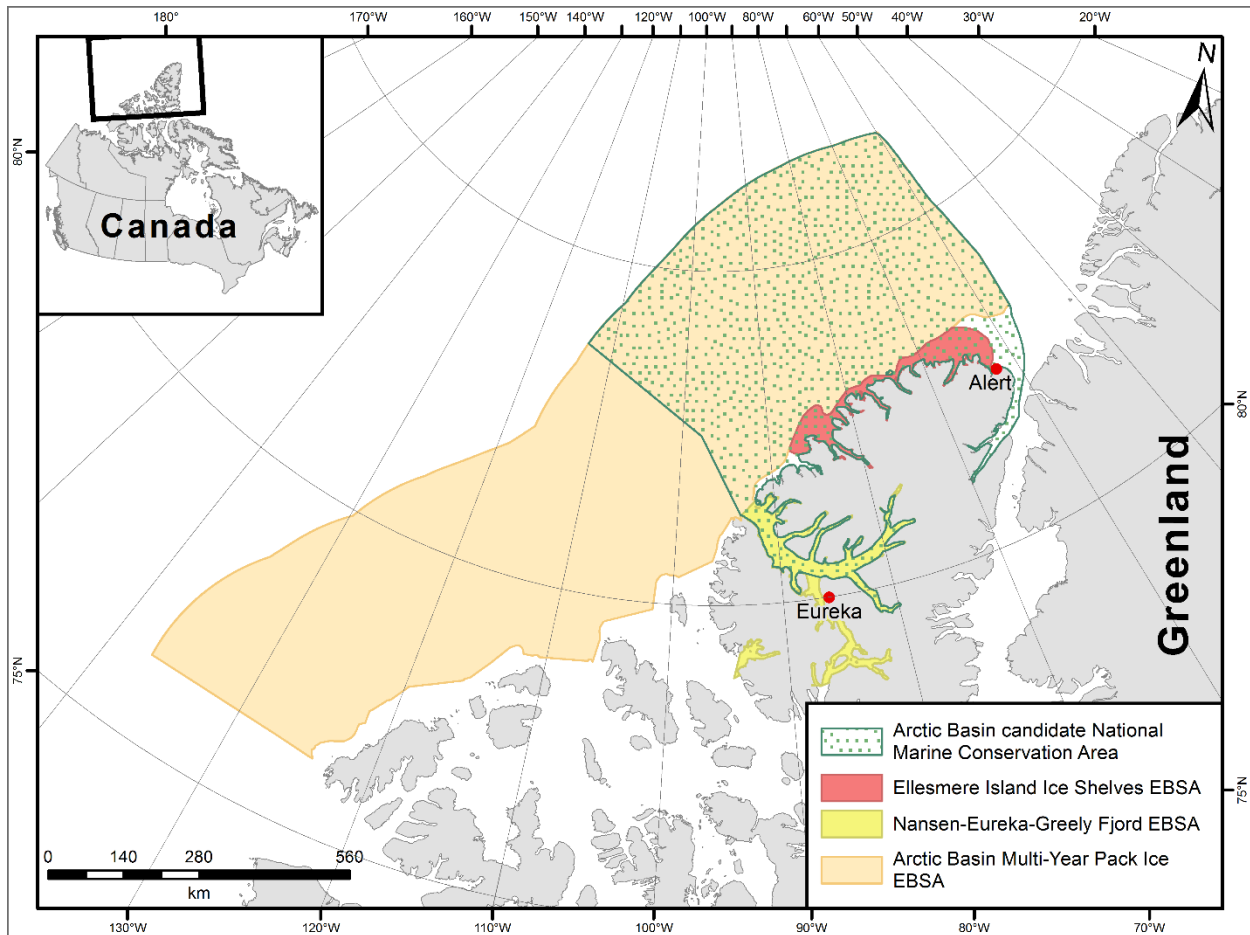 180° 170°W 160°W 150°W 140°W 120°W 100°W 80°W 60°W 50°W 40°W 30°W 20°W
N
80°N
Canada
Alert
80°N
Greenland
Eureka
75°N
75°N
Arctic Basin candidate National
Marine Conservation Area
Ellesmere Island Ice Shelves EBSA
Nansen-Eureka-Greely Fjord EBSA
Arctic Basin Multi-Year Pack Ice
EBSA
0 140 280 560
km
130°W 120°W 110°W 100°W 90°W 80°W 70°W